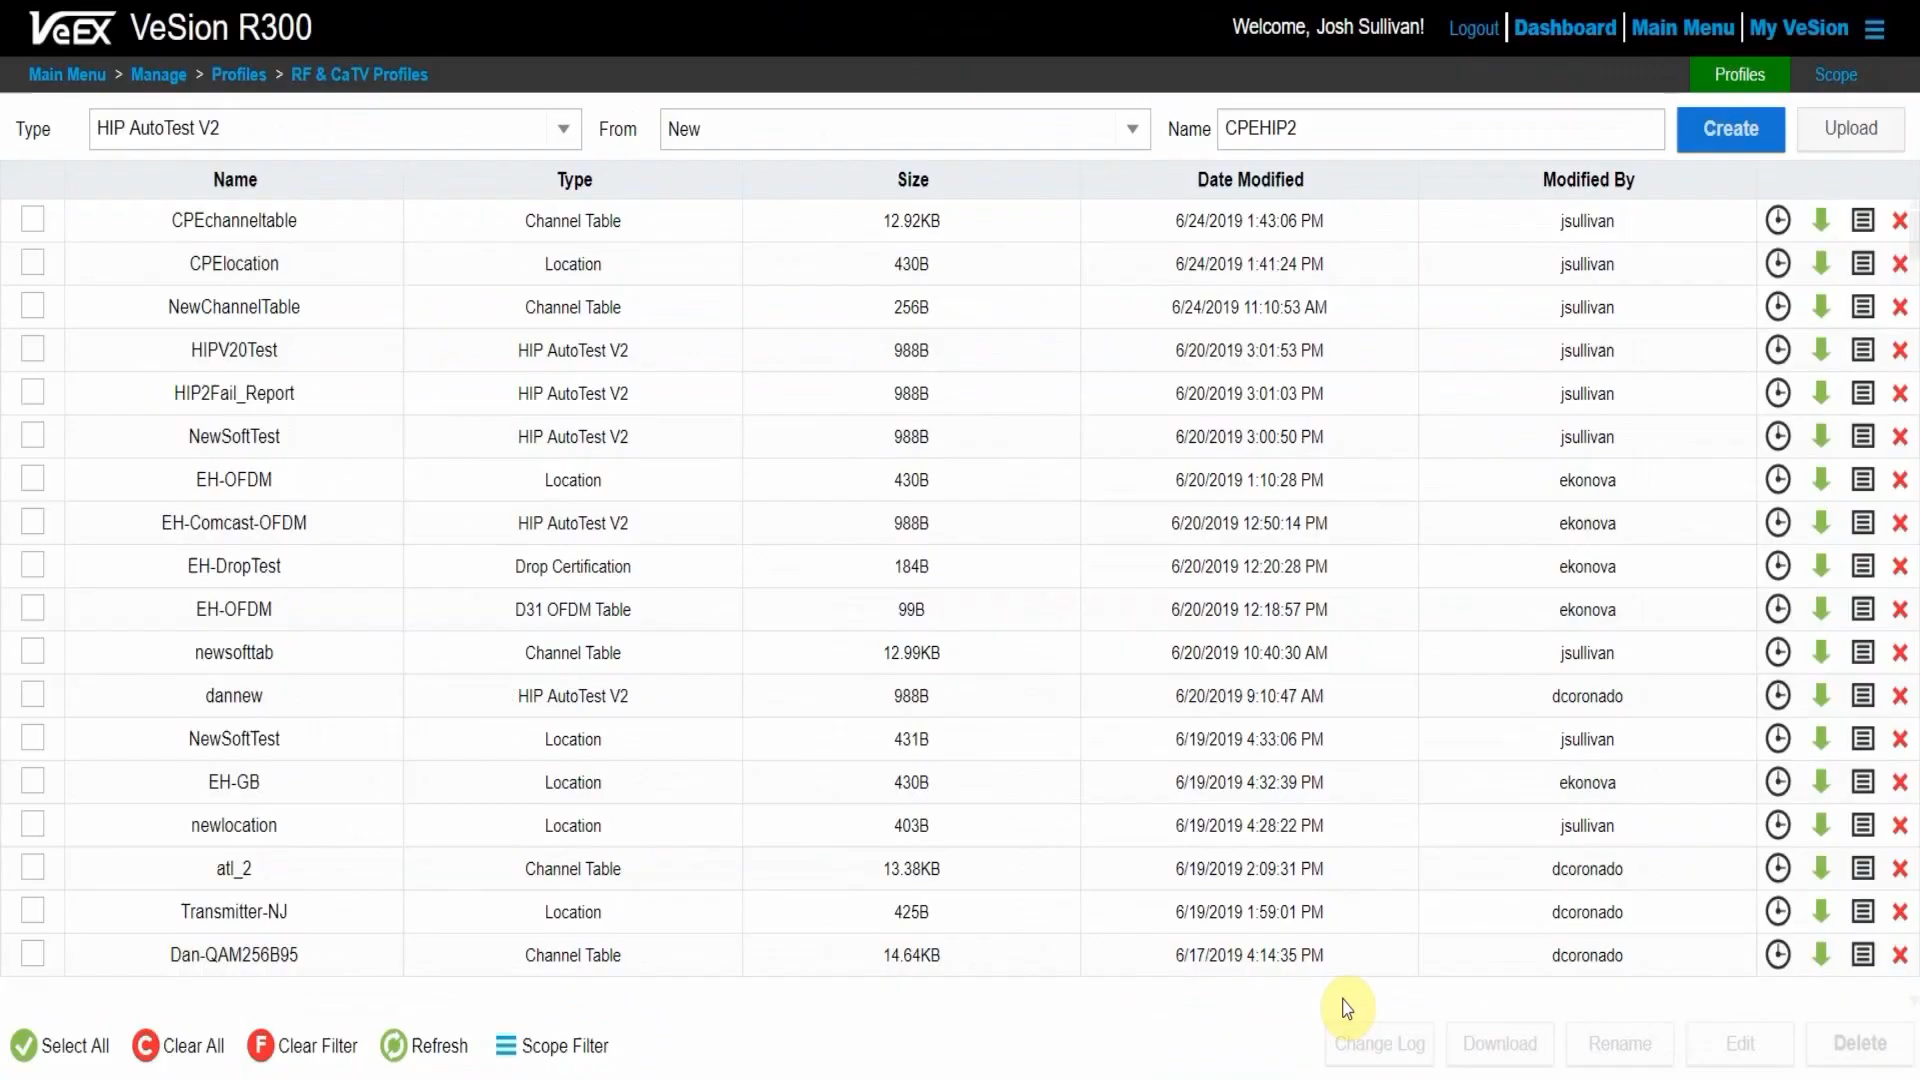 VeEX VeSion R300 Welcome, Josh Sullivan! Logout Dashboard Main Menu My VeSion
Main Menu > Manage > Profiles > RF & CaTV Profiles Profiles Scope
Type HIP AutoTest V2 From New Name CPEHIP2 Create Upload
Name Type Size Date Modified Modified By
CPEchanneltable Channel Table 12.92KB 6/24/2019 1:43:06 PM jsullivan
CPElocation Location 430B 6/24/2019 1:41:24 PM jsullivan
NewChannelTable Channel Table 256B 6/24/2019 11:10:53 AM jsullivan
HIPV20Test HIP AutoTest V2 988B 6/20/2019 3:01:53 PM jsullivan
HIP2Fail_Report HIP AutoTest V2 988B 6/20/2019 3:01:03 PM jsullivan
NewSoftTest HIP AutoTest V2 988B 6/20/2019 3:00:50 PM jsullivan
EH-OFDM Location 430B 6/20/2019 1:10:28 PM ekonova
EH-Comcast-OFDM HIP AutoTest V2 988B 6/20/2019 12:50:14 PM ekonova
EH-DropTest Drop Certification 184B 6/20/2019 12:20:28 PM ekonova
EH-OFDM D31 OFDM Table 99B 6/20/2019 12:18:57 PM ekonova
newsofttab Channel Table 12.99KB 6/20/2019 10:40:30 AM jsullivan
dannew HIP AutoTest V2 988B 6/20/2019 9:10:47 AM dcoronado
NewSoftTest Location 431B 6/19/2019 4:33:06 PM jsullivan
EH-GB Location 430B 6/19/2019 4:32:39 PM ekonova
newlocation Location 403B 6/19/2019 4:28:22 PM jsullivan
atl_2 Channel Table 13.38KB 6/19/2019 2:09:31 PM dcoronado
Transmitter-NJ Location 425B 6/19/2019 1:59:01 PM dcoronado
Dan-QAM256B95 Channel Table 14.64KB 6/17/2019 4:14:35 PM dcoronado
Select All C Clear All F Clear Filter Refresh Scope Filter Change Log Download Rename Edit Delete